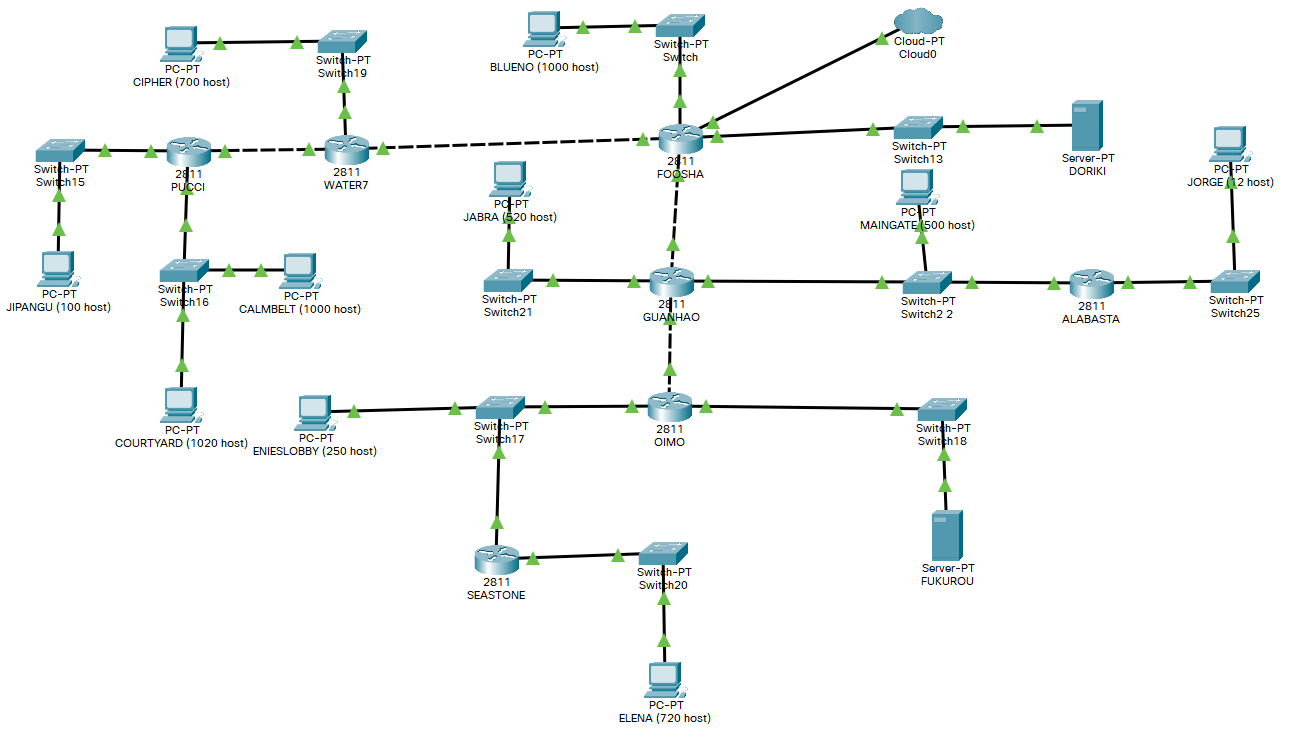 PC-PT
CIPHER (700 host)
Switch-PT
Switch19
PC-PT
BLUENO (1000 host)
Switch-PT
Switch
Cloud-PT
Cloud0
Switch-PT
Switch15
2811
PUCCI
2811
WATER7
2811
FOOSHA
Switch-PT
Switch13
Server-PT
DORIKI
PC-PT
JORGE (12 host)
PC-PT
JABRA (520 host)
PC-PT
MAINGATE (500 host)
PC-PT
JIPANGU (100 host)
Switch-PT
Switch16
PC-PT
CALMBELT (1000 host)
Switch-PT
Switch21
2811
GUANHAO
Switch-PT
Switch2 2
2811
ALABASTA
Switch-PT
Switch25
PC-PT
COURTYARD (1020 host)
PC-PT
ENIESLOBBY (250 host)
Switch-PT
Switch17
2811
OIMO
Switch-PT
Switch18
2811
SEASTONE
Switch-PT
Switch20
Server-PT
FUKUROU
PC-PT
ELENA (720 host)